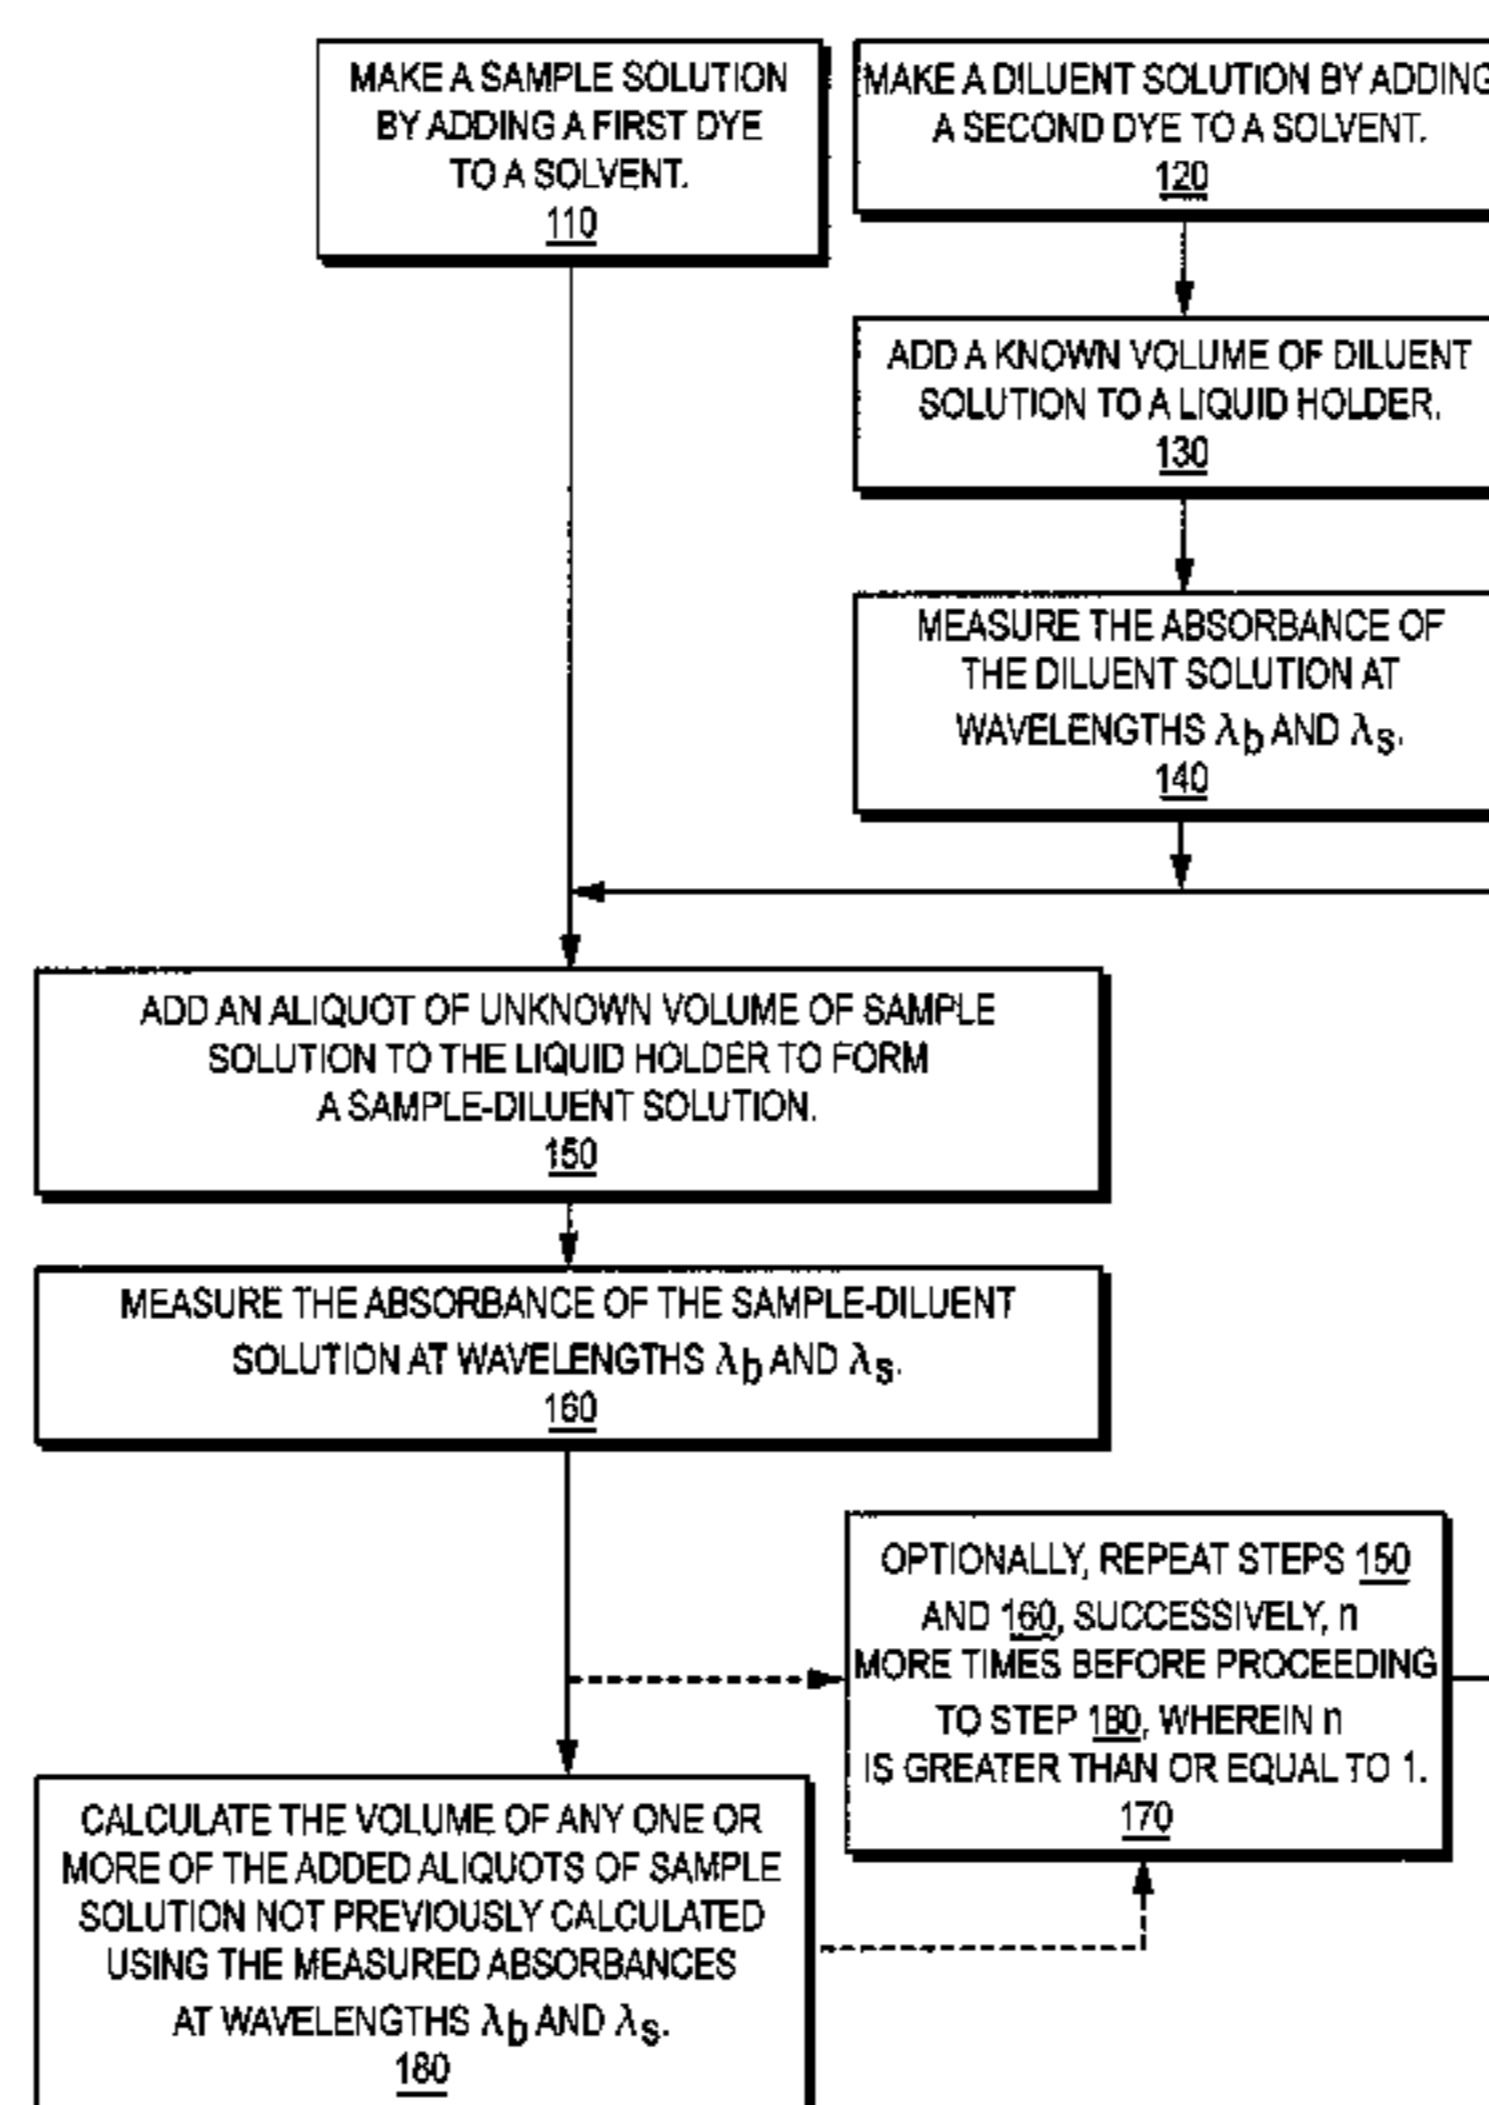 MAKE A SAMPLE SOLUTION
BY ADDING A FIRST DYE
TO A SOLVENT.
110
MAKE A DILUENT SOLUTION BY ADDING
A SECOND DYE TO A SOLVENT.
120
ADD A KNOWN VOLUME OF DILUENT
SOLUTION TO A LIQUID HOLDER.
130
MEASURE THE ABSORBANCE OF
THE DILUENT SOLUTION AT
WAVELENGTHS λb AND λs.
140
ADD AN ALIQUOT OF UNKNOWN VOLUME OF SAMPLE
SOLUTION TO THE LIQUID HOLDER TO FORM
A SAMPLE-DILUENT SOLUTION.
150
MEASURE THE ABSORBANCE OF THE SAMPLE-DILUENT
SOLUTION AT WAVELENGTHS λb AND λs.
160
OPTIONALLY, REPEAT STEPS 150
AND 160, SUCCESSIVELY, n
MORE TIMES BEFORE PROCEEDING
TO STEP 180, WHEREIN n
IS GREATER THAN OR EQUAL TO 1.
170
CALCULATE THE VOLUME OF ANY ONE OR
MORE OF THE ADDED ALIQUOTS OF SAMPLE
SOLUTION NOT PREVIOUSLY CALCULATED
USING THE MEASURED ABSORBANCES
AT WAVELENGTHS λb AND λs.
180